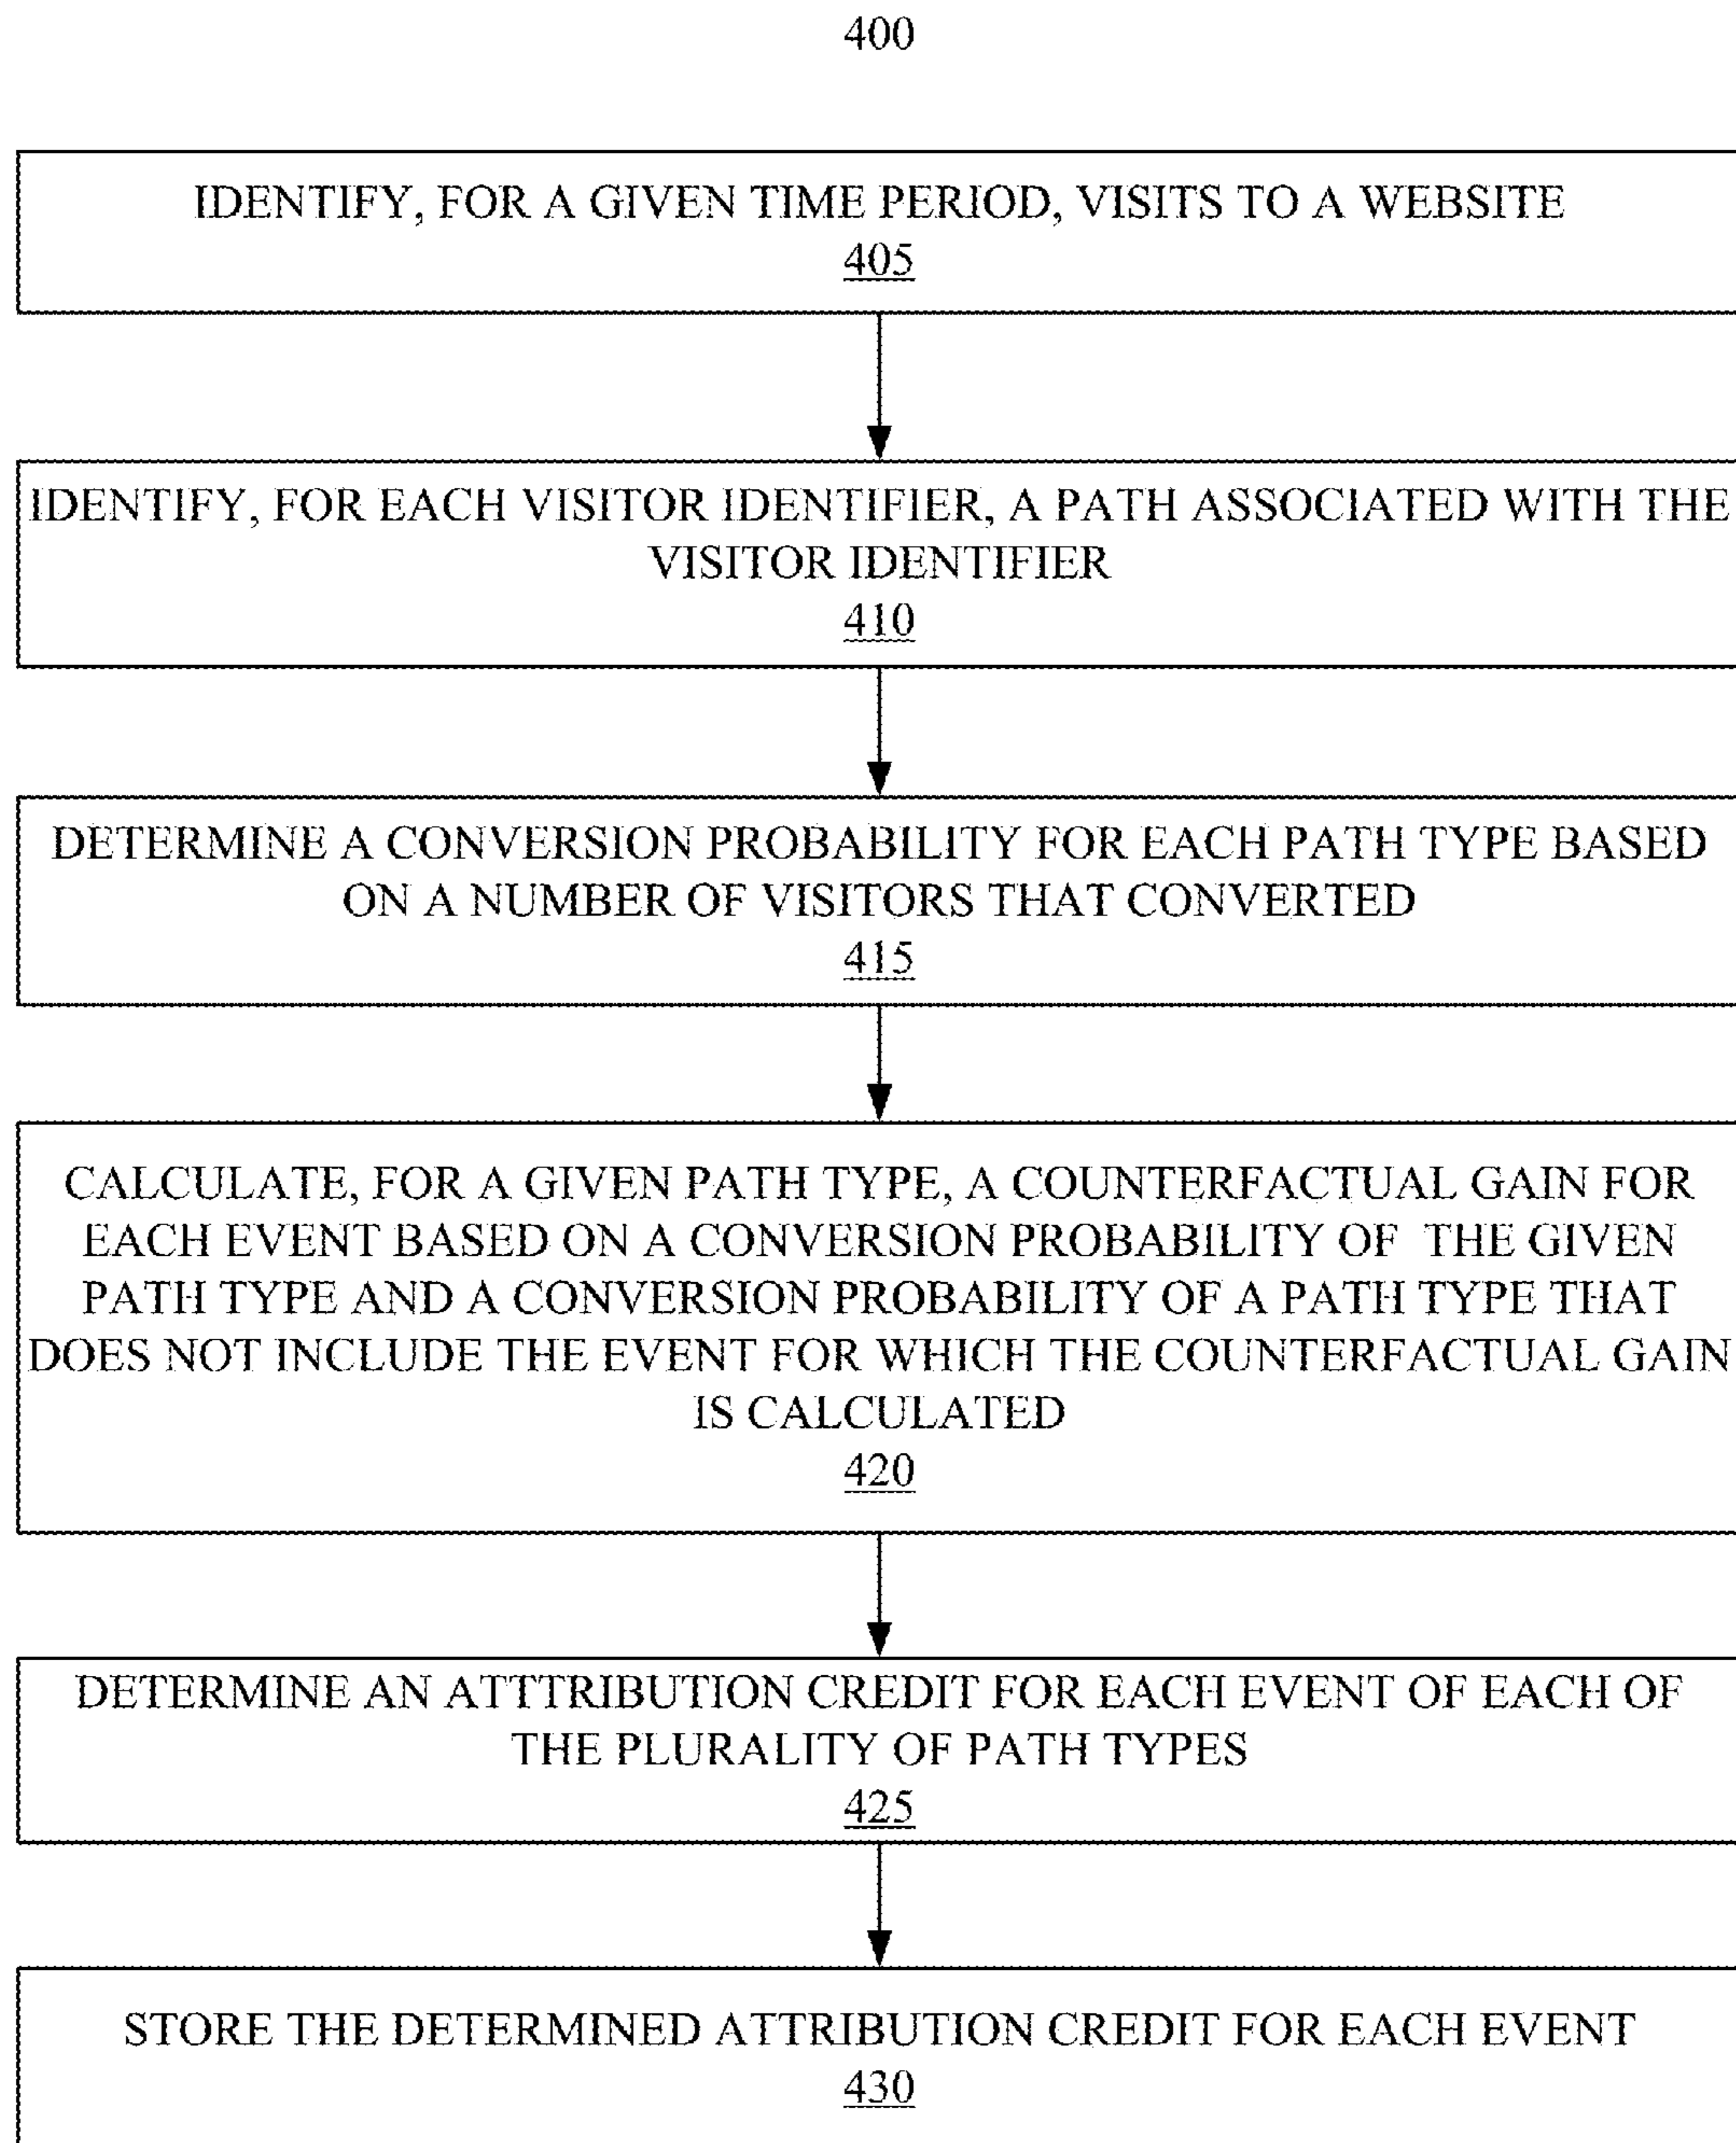 400
IDENTIFY, FOR A GIVEN TIME PERIOD, VISITS TO A WEBSITE
405
IDENTIFY, FOR EACH VISITOR IDENTIFIER, A PATH ASSOCIATED WITH THE
VISITOR IDENTIFIER
410
DETERMINE A CONVERSION PROBABILITY FOR EACH PATH TYPE BASED
ON A NUMBER OF VISITORS THAT CONVERTED
415
CALCULATE, FOR A GIVEN PATH TYPE, A COUNTERFACTUAL GAIN FOR
EACH EVENT BASED ON A CONVERSION PROBABILITY OF THE GIVEN
PATH TYPE AND A CONVERSION PROBABILITY OF A PATH TYPE THAT
DOES NOT INCLUDE THE EVENT FOR WHICH THE COUNTERFACTUAL GAIN
IS CALCULATED
420
DETERMINE AN ATTTRIBUTION CREDIT FOR EACH EVENT OF EACH OF
THE PLURALITY OF PATH TYPES
425
STORE THE DETERMINED ATTRIBUTION CREDIT FOR EACH EVENT
430